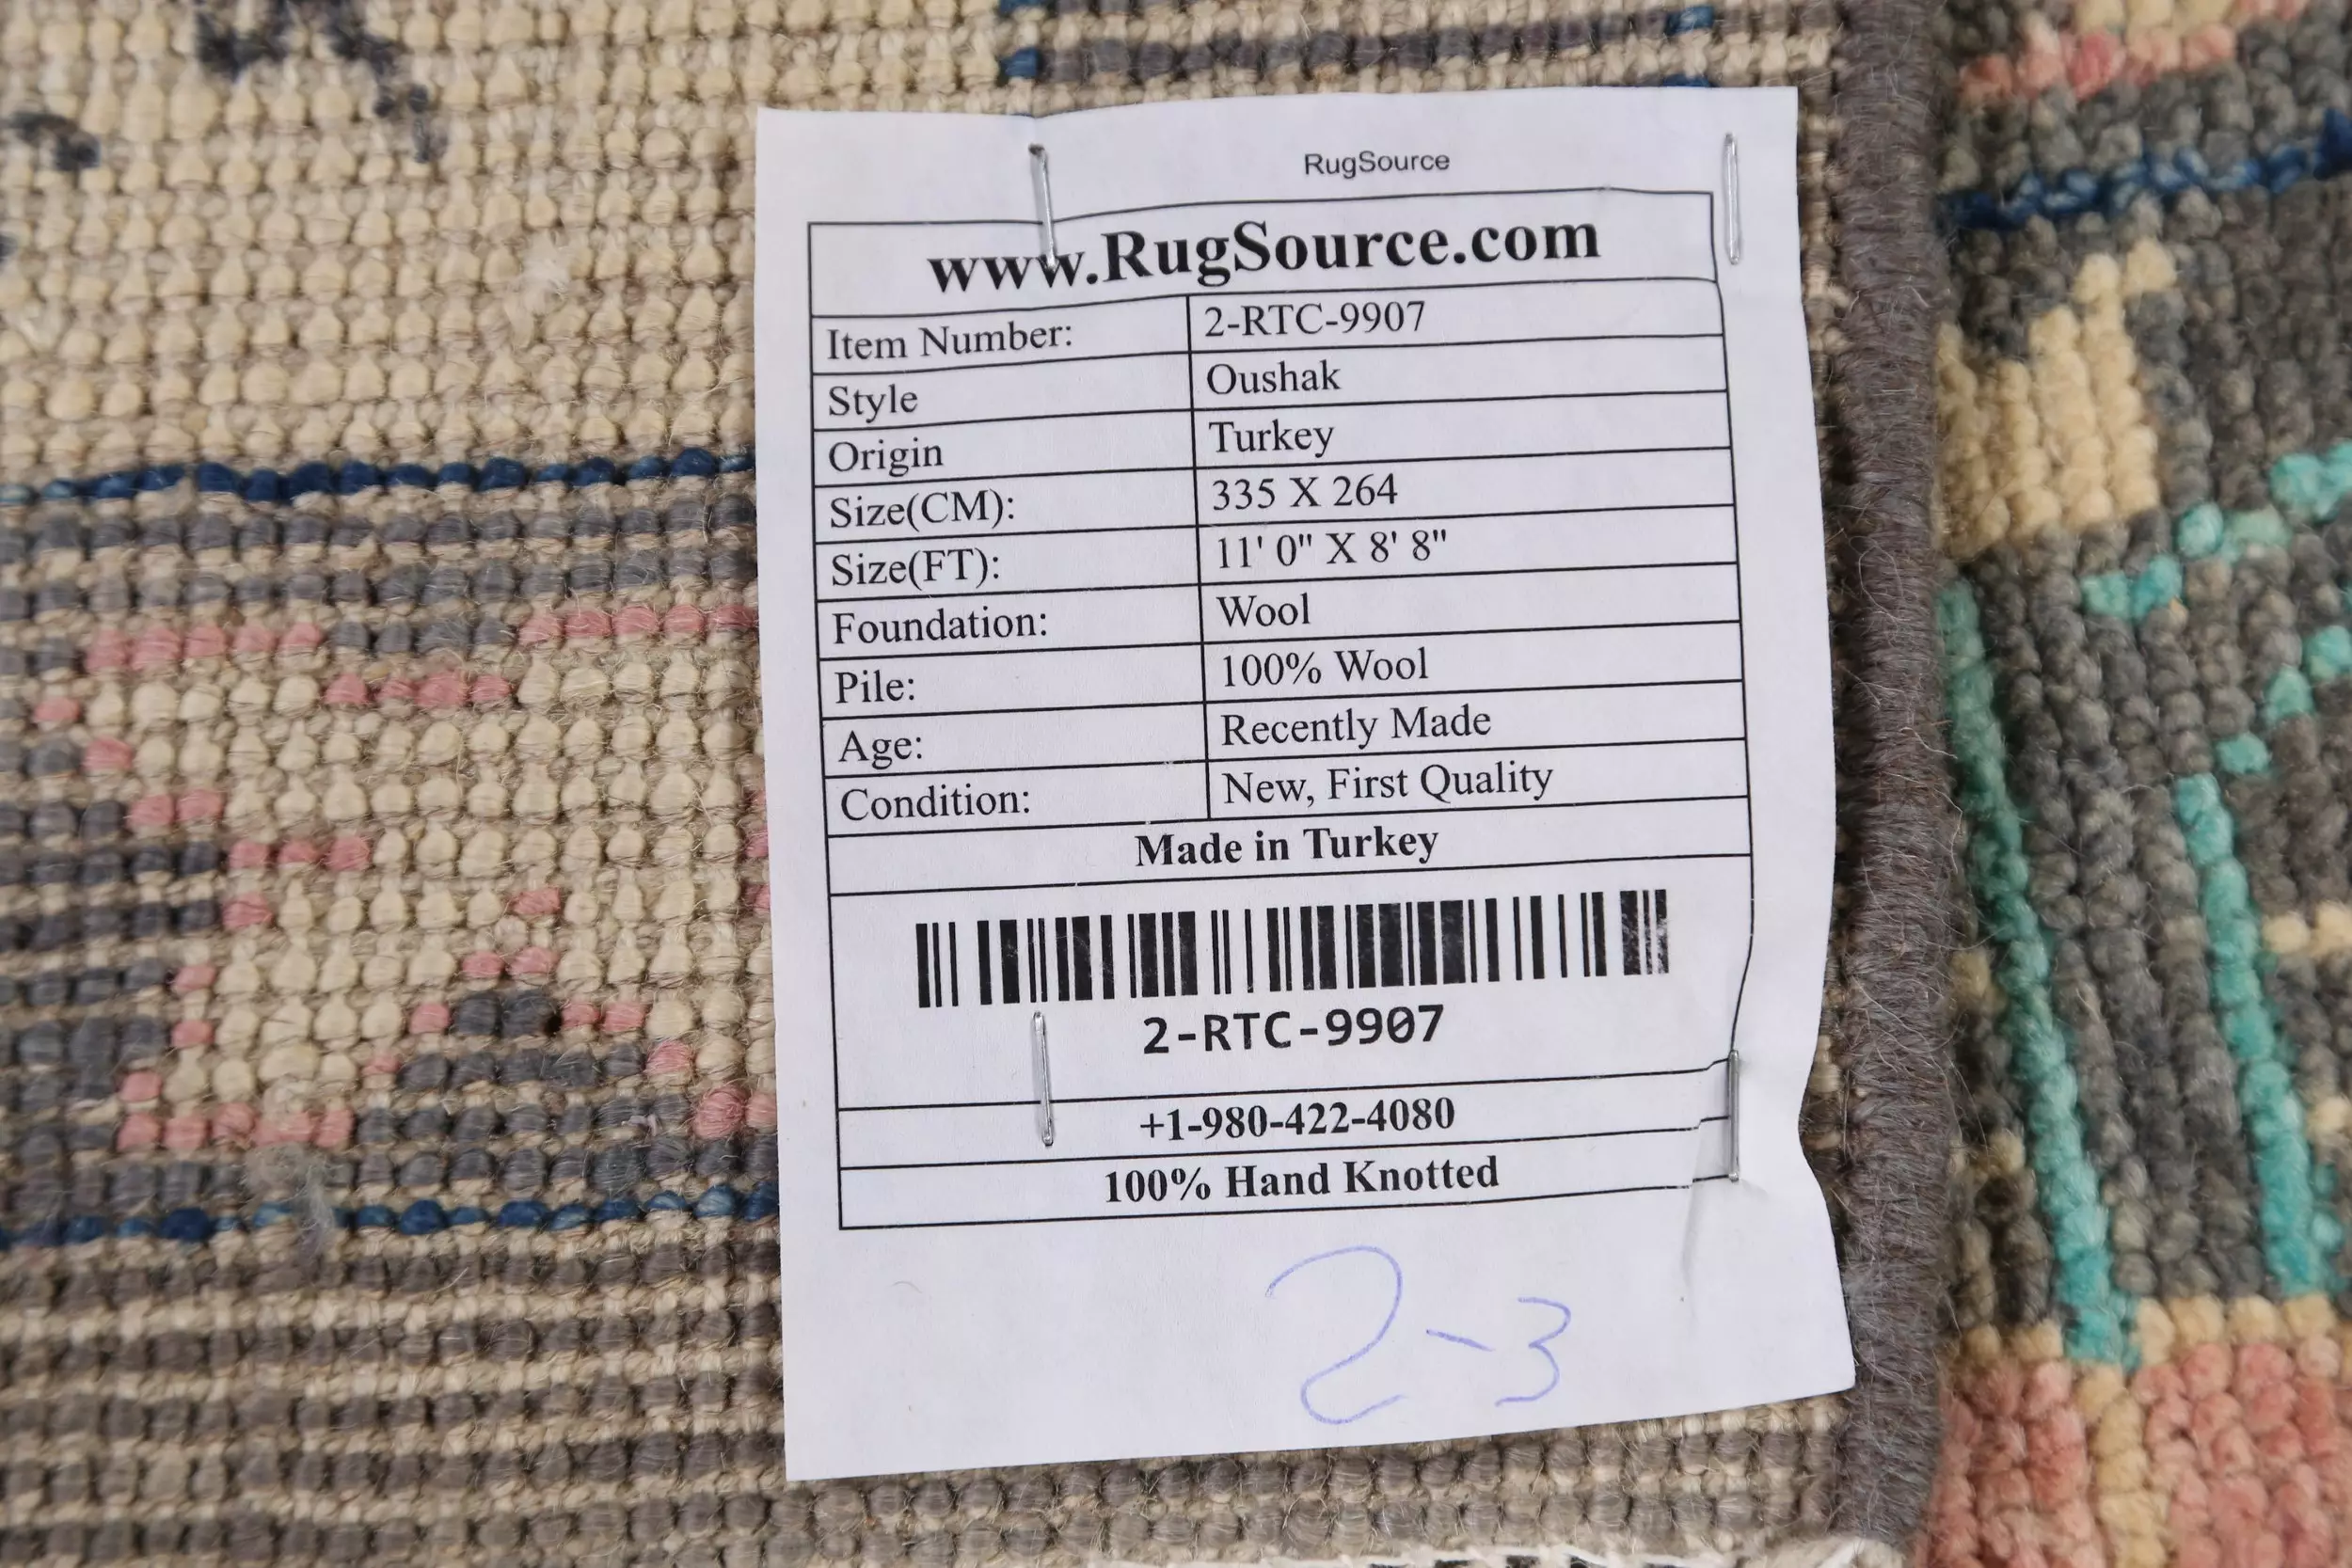 RugSource
www.RugSource.com
Item Number: 2-RTC-9907
Style Oushak
Origin Turkey
Size(CM): 335 X 264
Size(FT): 11' 0" X 8' 8"
Foundation: Wool
Pile: 100% Wool
Age: Recently Made
Condition: New, First Quality
Made in Turkey
2-RTC-9907
+1-980-422-4080
100% Hand Knotted
2-3